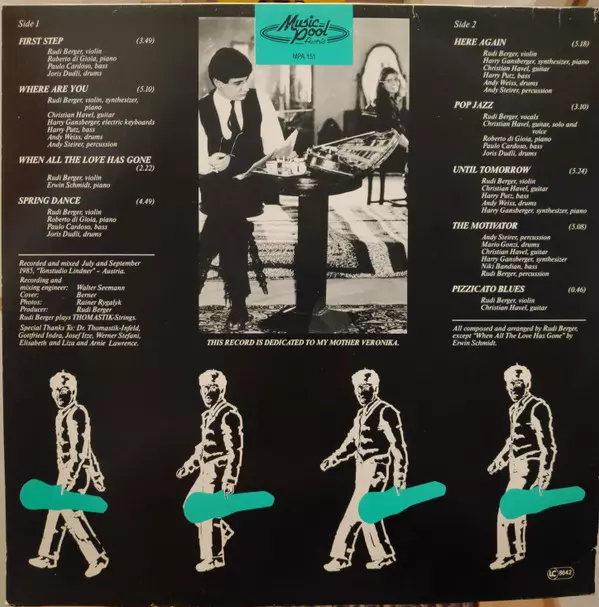 Side 1
FIRST STEP (3.49)
Rudi Berger, violin
Roberto di Gioia, piano
Paulo Cardoso, bass
Joris Dudli, drums
WHERE ARE YOU (5.10)
Rudi Berger, violin, synthesizer,
piano
Christian Havel, guitar
Harry Gansberger, electric keyboards
Harry Putz, bass
Andy Weiss, drums
Andy Steirer, percussion
WHEN ALL THE LOVE HAS GONE
(2.22)
Rudi Berger, violin
Erwin Schmidt, piano
SPRING DANCE (4.49)
Rudi Berger, violin
Roberto di Gioia, piano
Paulo Cardoso, bass
Joris Dudli, drums
Recorded and mixed July and September
1985, "Tonstudio Lindner" – Austria.
Recording and
mixing engineer: Walter Seemann
Cover: Berner
Photos: Rainer Rygalyk
Producer: Rudi Berger
Rudi Berger plays THOMASTIK-Strings.
Special Thanks To: Dr. Thomastik-Infeld,
Gottfried Indra, Josef Itze, Werner Stefani,
Elisabeth and Liza and Arnie Lawrence.
Music
Pool
Austria
MPA 151
THIS RECORD IS DEDICATED TO MY MOTHER VERONIKA.
Side 2
HERE AGAIN (5.18)
Rudi Berger, violin
Harry Gansberger, synthesizer, piano
Christian Havel, guitar
Harry Putz, bass
Andy Weiss, drums
Andy Steirer, percussion
POP JAZZ (3.10)
Rudi Berger, vocals
Christian Havel, guitar, solo and
voice
Roberto di Gioia, piano
Paulo Cardoso, bass
Joris Dudli, drums
UNTIL TOMORROW (5.24)
Rudi Berger, violin
Christian Havel, guitar
Harry Putz, bass
Andy Weiss, drums
Harry Gansberger, synthesizer, piano
THE MOTIVATOR (5.08)
Andy Steirer, percussion
Mario Gonzi, drums
Christian Havel, guitar
Harry Gansberger, synthesizer
Niki Bandian, bass
Rudi Berger, percussion
PIZZICATO BLUES (0.46)
Rudi Berger, violin
Christian Havel, guitar
All composed and arranged by Rudi Berger,
except "When All The Love Has Gone" by
Erwin Schmidt.
LC 8642